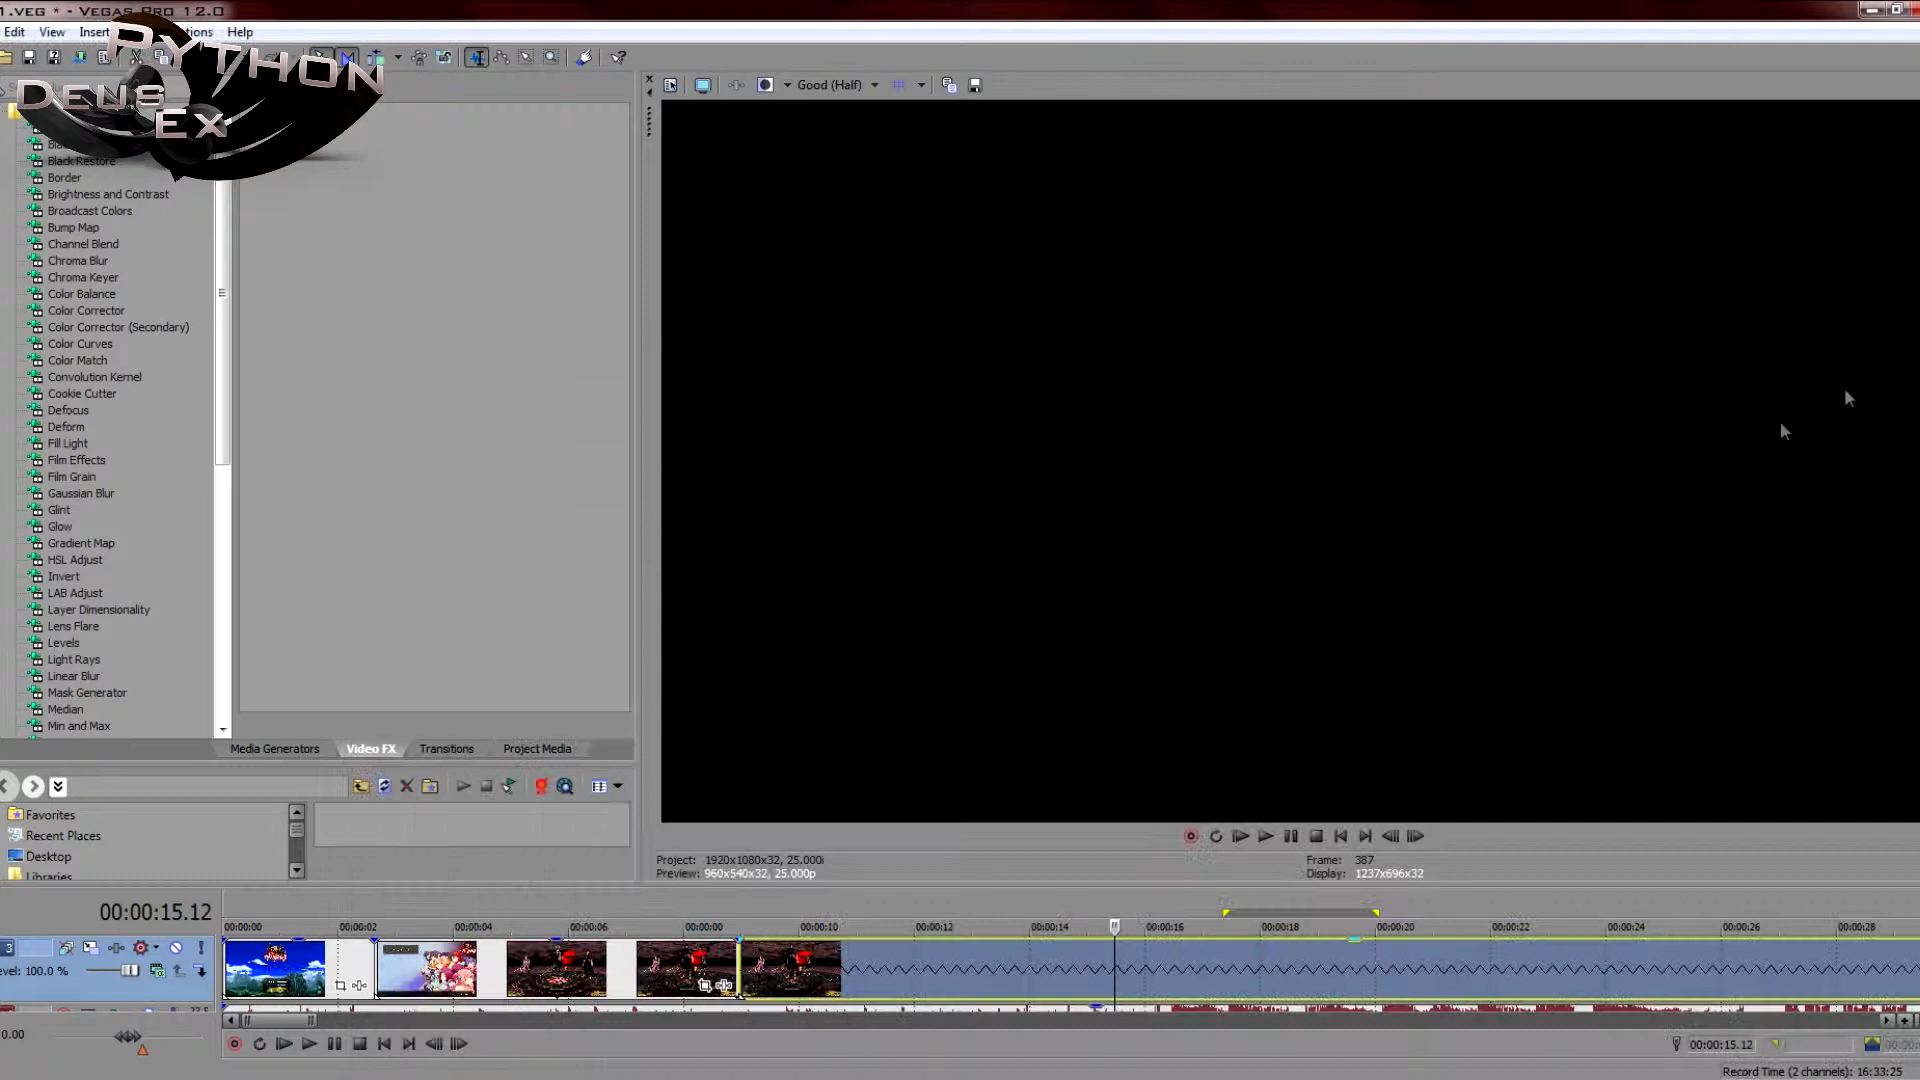 1.veg * - Vegas Pro 12.0
Edit View Insert Help
Python
Deus
Ex
Good (Half)
Black Restore
Border
Brightness and Contrast
Broadcast Colors
Bump Map
Channel Blend
Chroma Blur
Chroma Keyer
Color Balance
Color Corrector
Color Corrector (Secondary)
Color Curves
Color Match
Convolution Kernel
Cookie Cutter
Defocus
Deform
Fill Light
Film Effects
Film Grain
Gaussian Blur
Glint
Glow
Gradient Map
HSL Adjust
Invert
LAB Adjust
Layer Dimensionality
Lens Flare
Levels
Light Rays
Linear Blur
Mask Generator
Median
Min and Max
Media Generators Video FX Transitions Project Media
Favorites
Recent Places
Desktop
Libraries
Project: 1920x1080x32, 25.000i
Preview: 960x540x32, 25.000p
Frame: 387
Display: 1237x696x32
00:00:15.12
00:00:00 00:00:02 00:00:04 00:00:06 00:00:08 00:00:10 00:00:12 00:00:14 00:00:16 00:00:18 00:00:20 00:00:22 00:00:24 00:00:26 00:00:28
3
evel: 100.0 %
0.00
00:00:15.12
Record Time (2 channels): 16:33:25